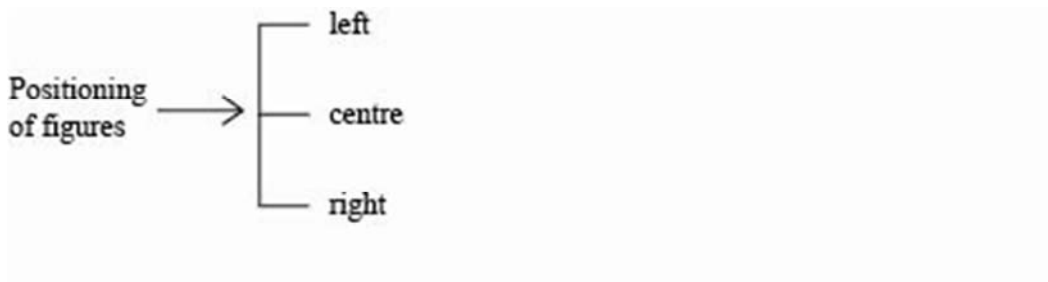 left
Positioning
of figures
centre
right